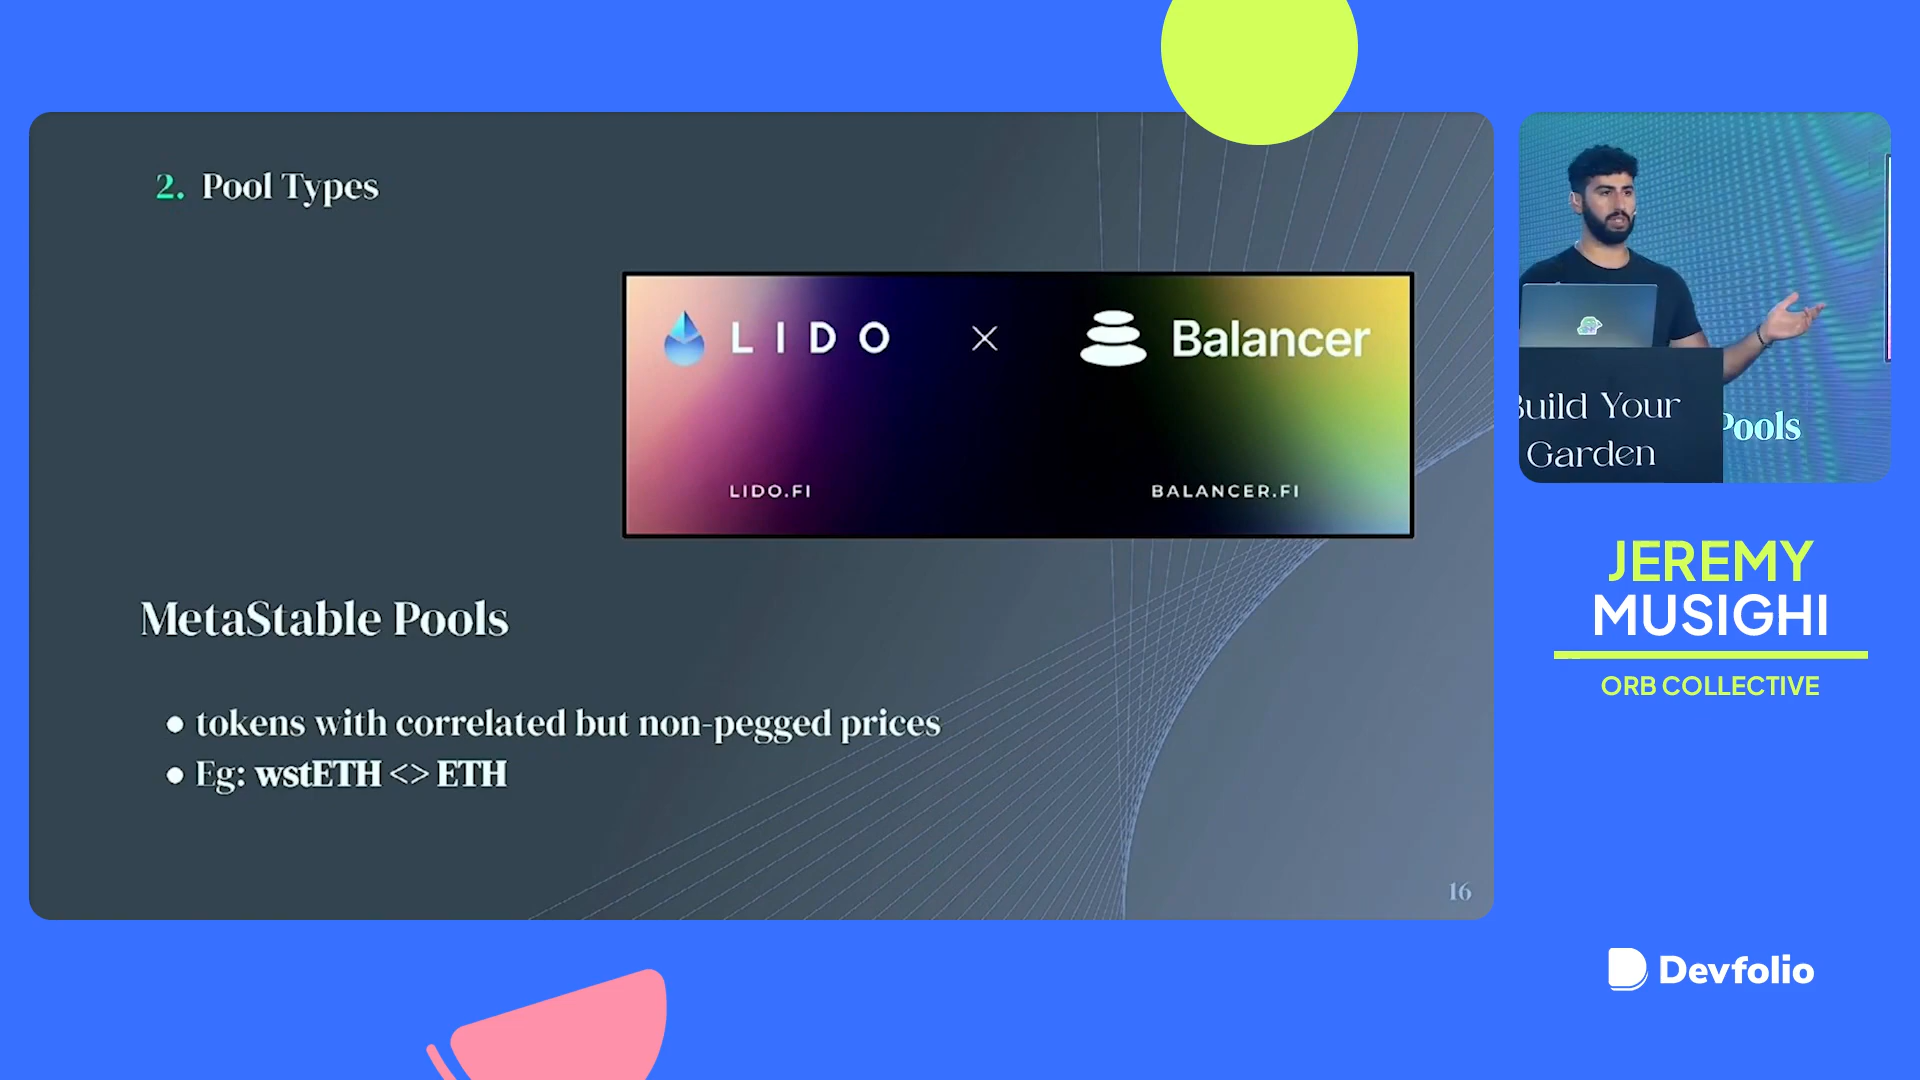 2. Pool Types
LIDO
Balancer
LIDO.FI
BALANCER.FI
MetaStable Pools
● tokens with correlated but non-pegged prices
● Eg: wstETH <> ETH
16
Build Your
Garden
Pools
JEREMY
MUSIGHI
ORB COLLECTIVE
Devfolio